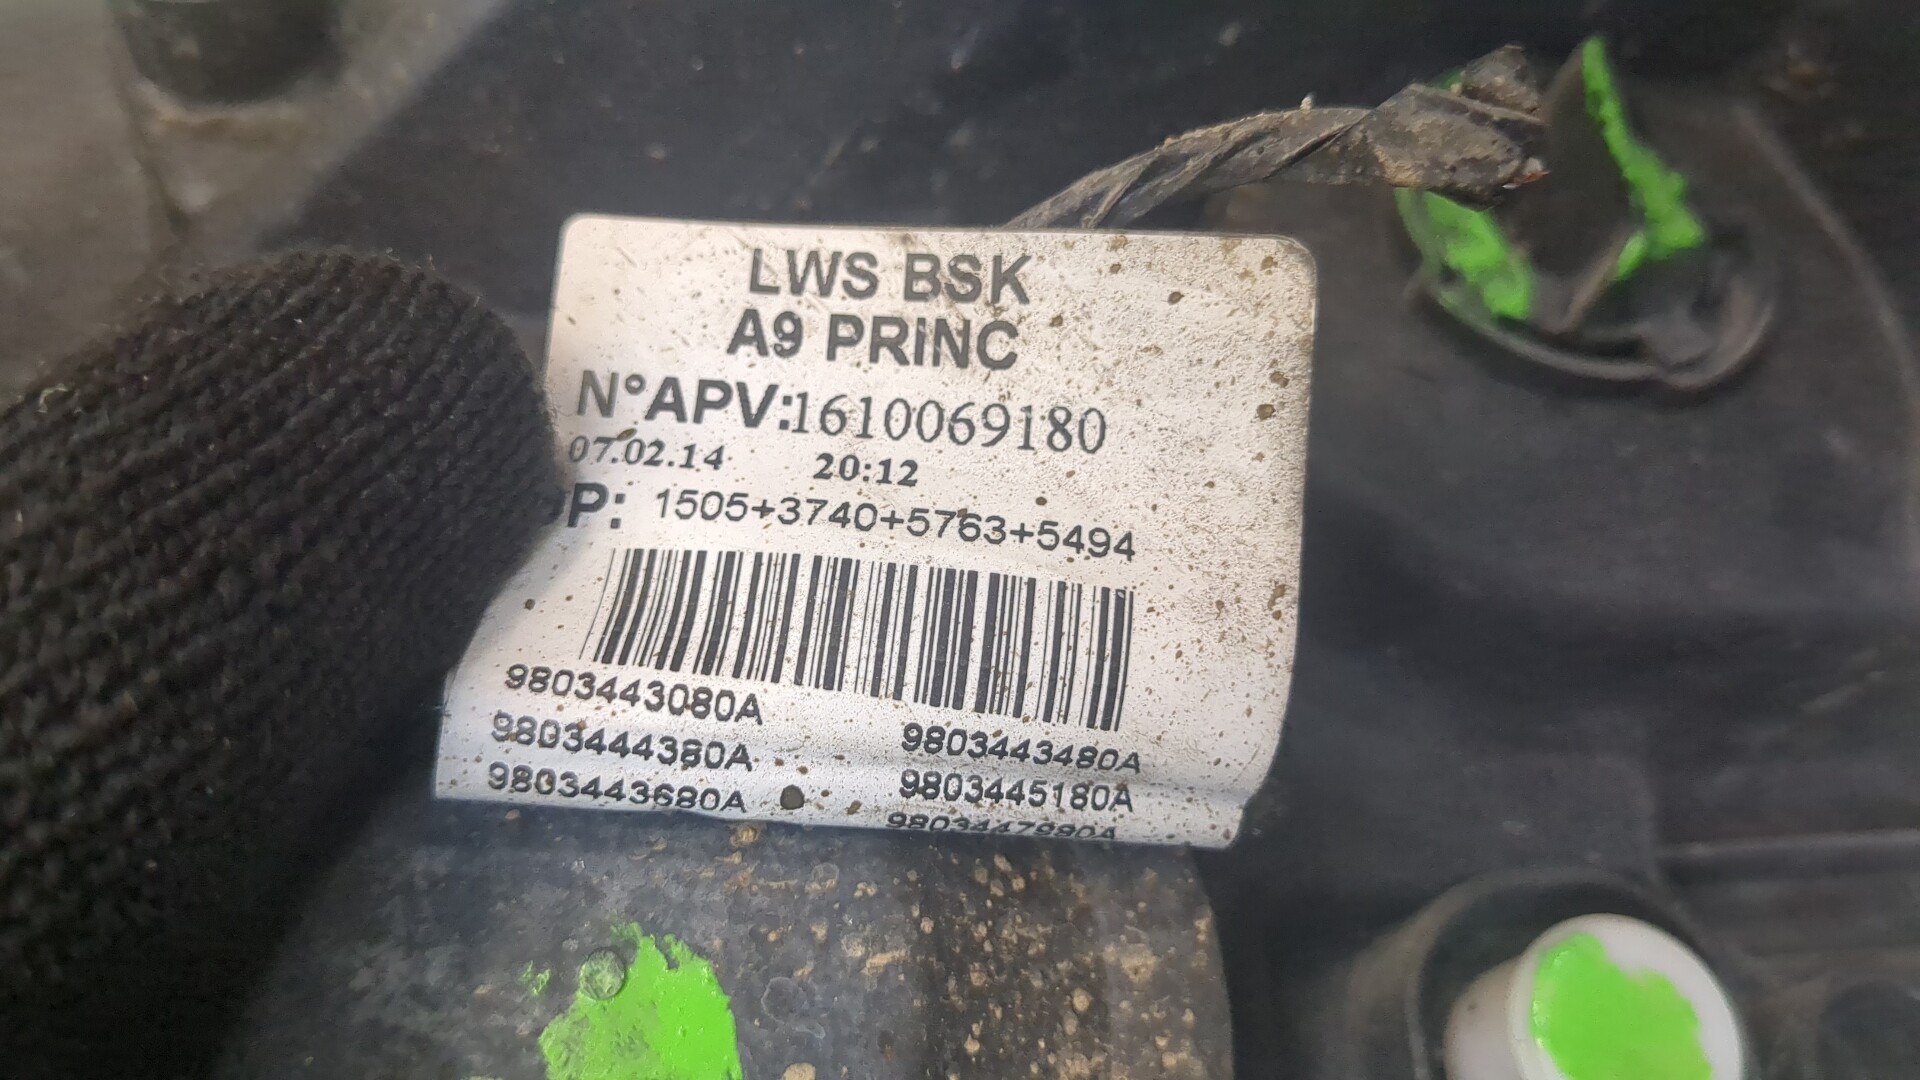 LWS BSK
A9 PRINC
N°APV:1610069180
07.02.14 20:12
P: 1505+3740+5763+5494
9803443080A
9803444380A 9803443480A
9803443680A 9803445180A